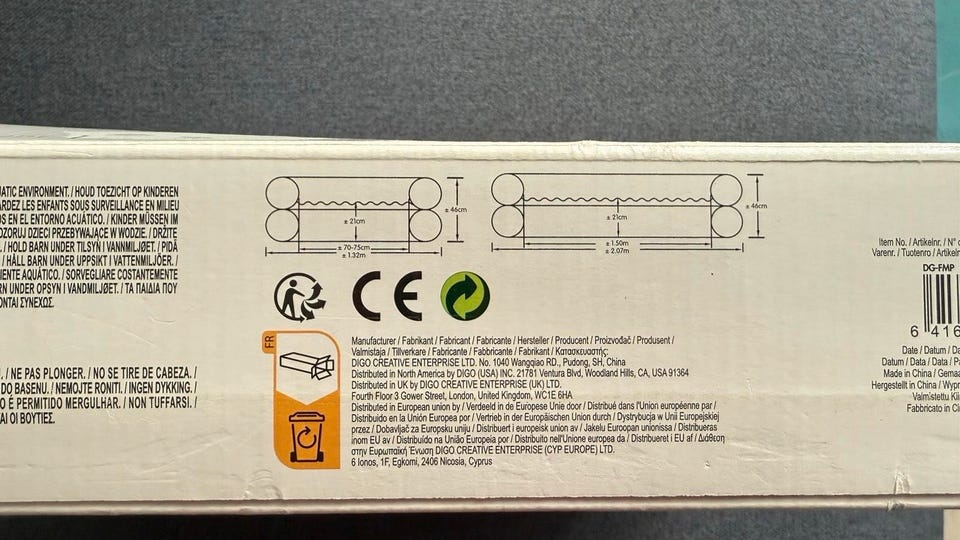 UATIC ENVIRONMENT. / HOUD TOEZICHT OP KINDEREN
ARDEZ LES ENFANTS SOUS SURVEILLANCE EN MILIEU
OS EN EL ENTORNO ACUÁTICO. / KINDER MÜSSEN IM
DZORUJ DZIECI PRZEBYWAJĄCE W WODZIE. / DRŽITE
/ HOLD BARN UNDER TILSYN I VANNMILJØET. / PIDÄ
/ HÅLL BARN UNDER UPPSIKT I VATTENMILJÖER. /
IENTE AQUÁTICO. / SORVEGLIARE COSTANTEMENTE
RN UNDER OPSYN I VANDMILJØET. / ΤΑ ΠΑΙΔΙΑ ΠΟΥ
ΟΝΤΑΙ ΣΥΝΕΧΩΣ.
/ NE PAS PLONGER. / NO SE TIRE DE CABEZA. /
DO BASENU. / NEMOJTE RONITI. / INGEN DYKKING. /
O É PERMITIDO MERGULHAR. / NON TUFFARSI. /
ΑΙ ΟΙ ΒΟΥΤΙΕΣ.
± 46cm
± 21cm
± 70-75cm
± 1.32m
± 46cm
± 21cm
± 1.50m
± 2.07m
CE
FR
Manufacturer / Fabrikant / Fabricant / Fabricante / Hersteller / Producent / Proizvođač / Produsent /
Valmistaja / Tillverkare / Fabricante / Fabbricante / Fabrikant / Κατασκευαστής:
DIGO CREATIVE ENTERPRISE LTD. No. 1040 Wangqiao RD., Pudong, SH, China
Distributed in North America by DIGO (USA) INC. 21781 Ventura Blvd, Woodland Hills, CA, USA 91364
Distributed in UK by DIGO CREATIVE ENTERPRISE (UK) LTD.
Fourth Floor 3 Gower Street, London, United Kingdom, WC1E 6HA
Distributed in European union by / Verdeeld in de Europese Unie door / Distribué dans l'Union européenne par /
Distribuido en la Unión Europea por / Vertrieb in der Europäischen Union durch / Dystrybucja w Unii Europejskiej
przez / Dobavljač za Europsku uniju / Distribuert i europeisk union av / Jakelu Euroopan unionissa / Distribueras
inom EU av / Distribuído na União Europeia por / Distribuito nell'Unione europea da / Distribueret i EU af / Διάθεση
στην Ευρωπαϊκή Ένωση DIGO CREATIVE ENTERPRISE (CYP EUROPE) LTD.
6 Ionos, 1F, Egkomi, 2406 Nicosia, Cyprus
Item No. / Artikelnr. / N°
Varenr. / Tuotenro / Artikeln
DG-FMP
6 416
Date / Datum / Da
/ Datum / Data / Pä
Made in China / Gemaa
Hergestellt in China / Wypr
Valmistettu Kii
Fabricato in C